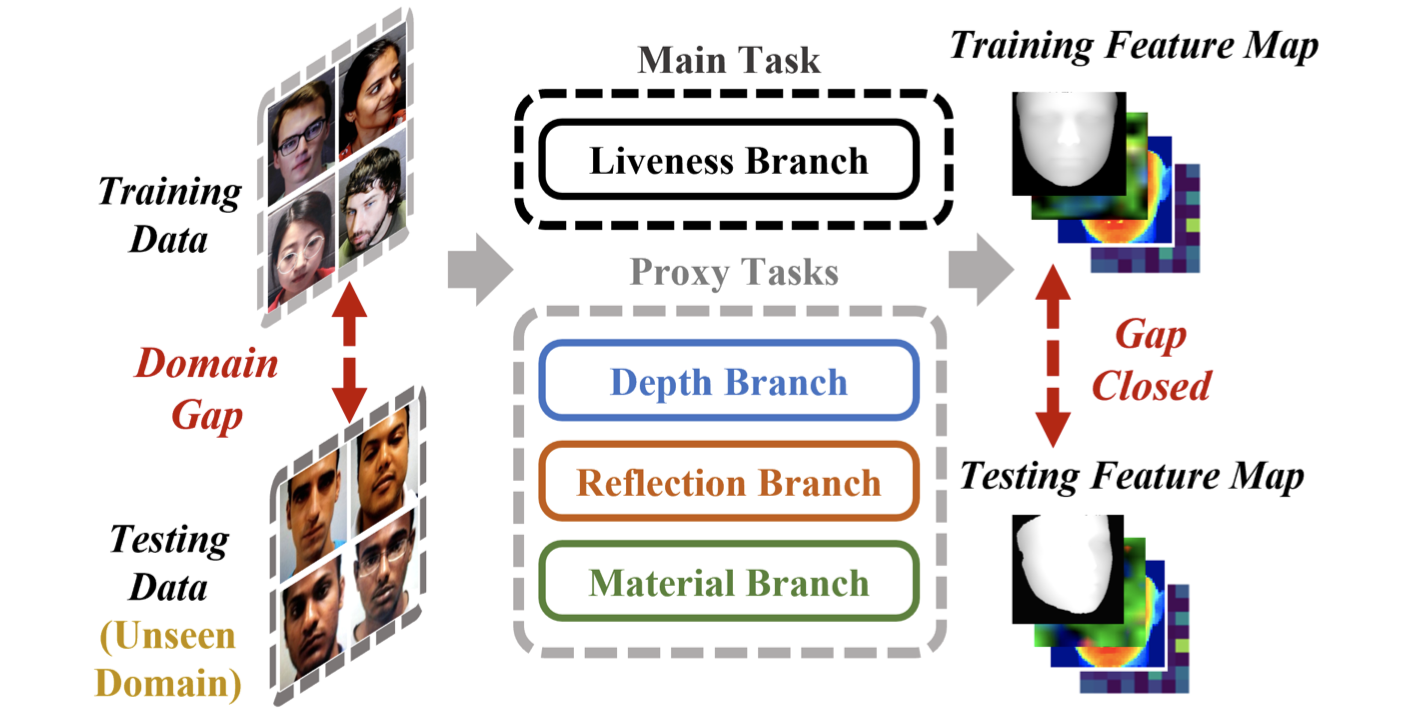 Training
Data
Domain
Gap
Testing
Data
(Unseen
Domain)
Main Task
Liveness Branch
Proxy Tasks
Depth Branch
Reflection Branch
Material Branch
Training Feature Map
Gap
Closed
Testing Feature Map